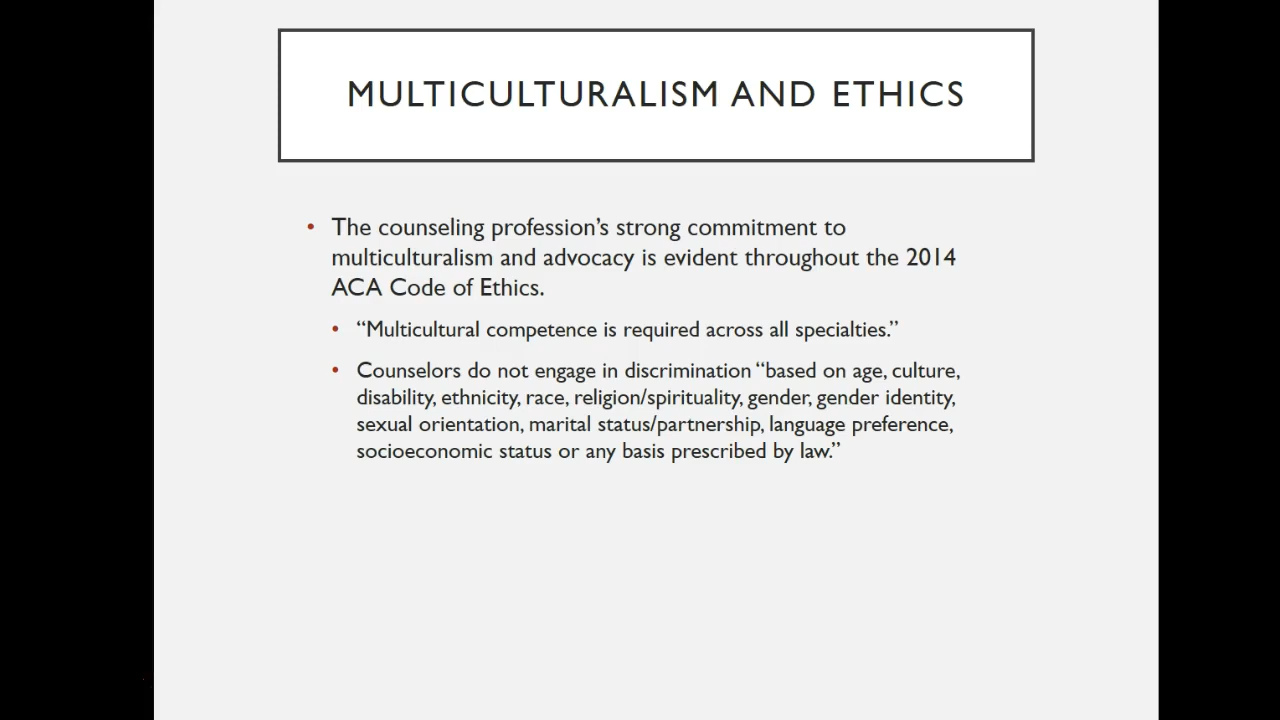 MULTICULTURALISM AND ETHICS
• The counseling profession’s strong commitment to
multiculturalism and advocacy is evident throughout the 2014
ACA Code of Ethics.
• “Multicultural competence is required across all specialties.”
• Counselors do not engage in discrimination “based on age, culture,
disability, ethnicity, race, religion/spirituality, gender, gender identity,
sexual orientation, marital status/partnership, language preference,
socioeconomic status or any basis prescribed by law.”